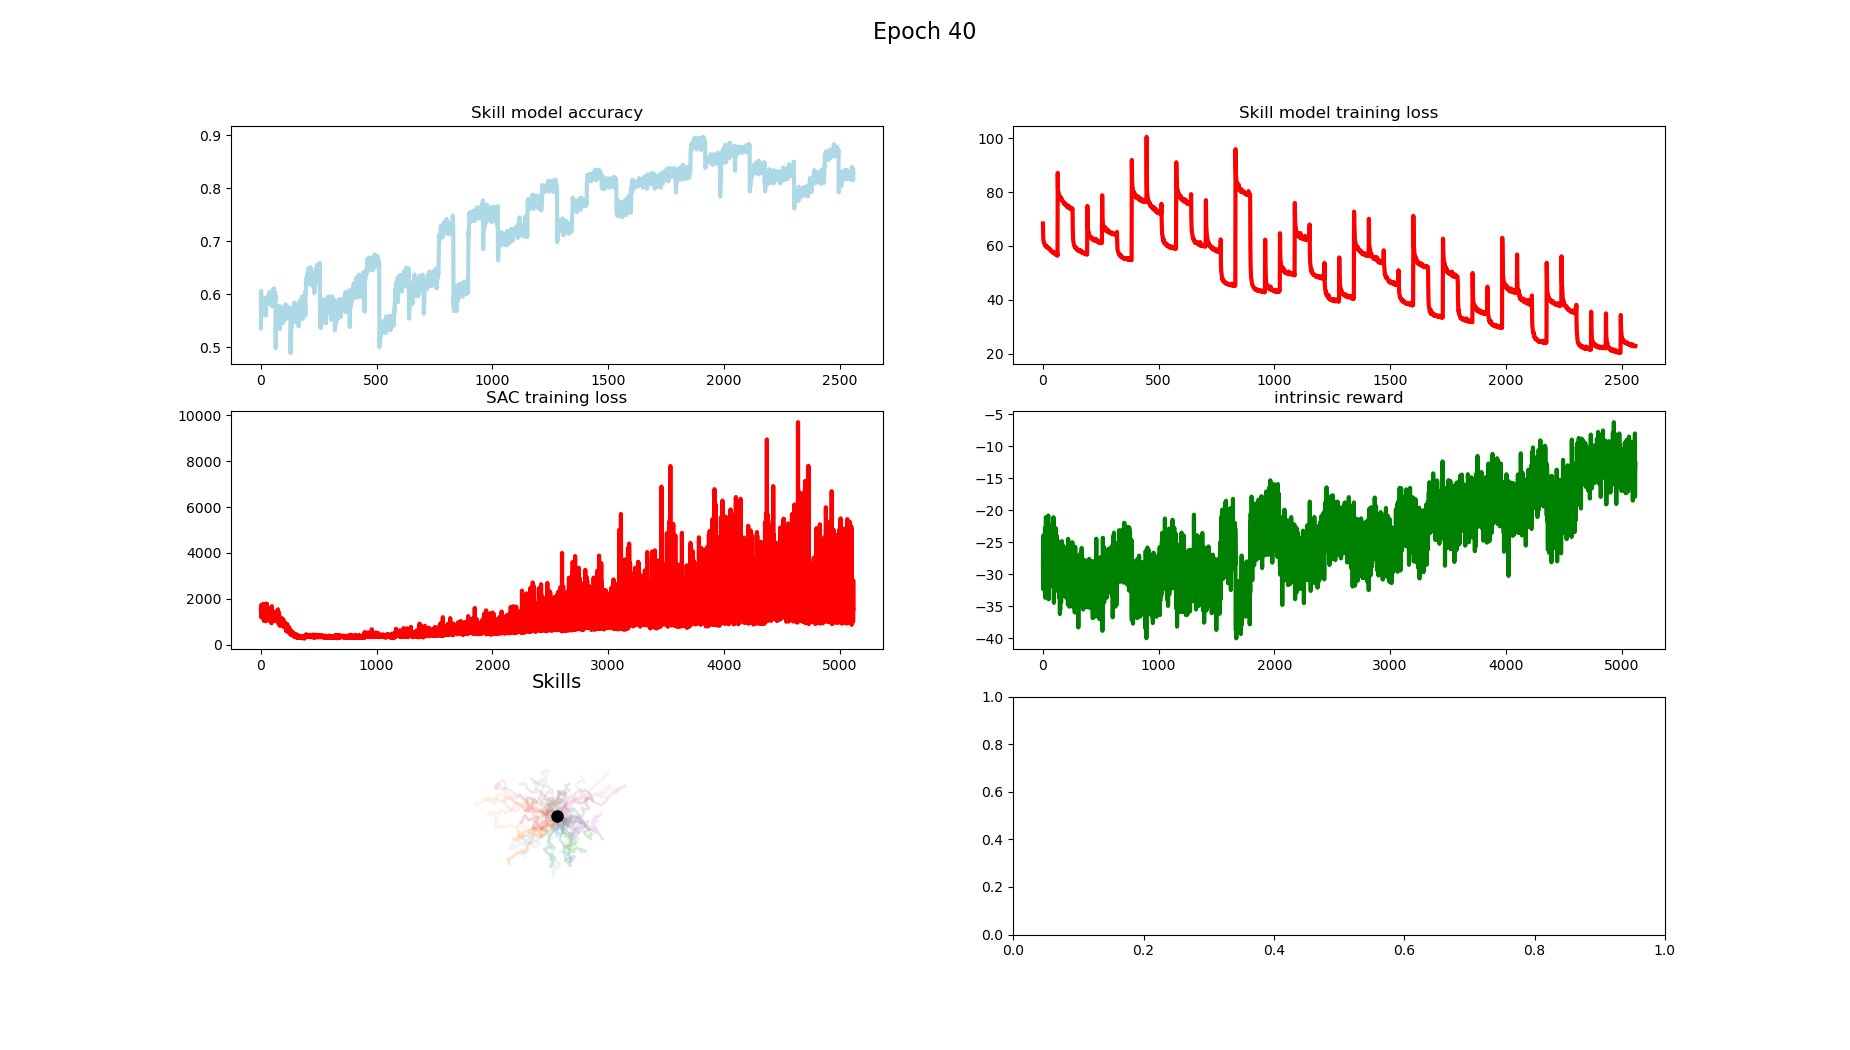 Epoch 40
Skill model accuracy
0.9
0.8
0.7
0.6
0.5
0 500 1000 1500 2000 2500
Skill model training loss
100
80
60
40
20
0 500 1000 1500 2000 2500
SAC training loss
10000
8000
6000
4000
2000
0
0 1000 2000 3000 4000 5000
intrinsic reward
−5
−10
−15
−20
−25
−30
−35
−40
0 1000 2000 3000 4000 5000
Skills
1.0
0.8
0.6
0.4
0.2
0.0
0.0 0.2 0.4 0.6 0.8 1.0